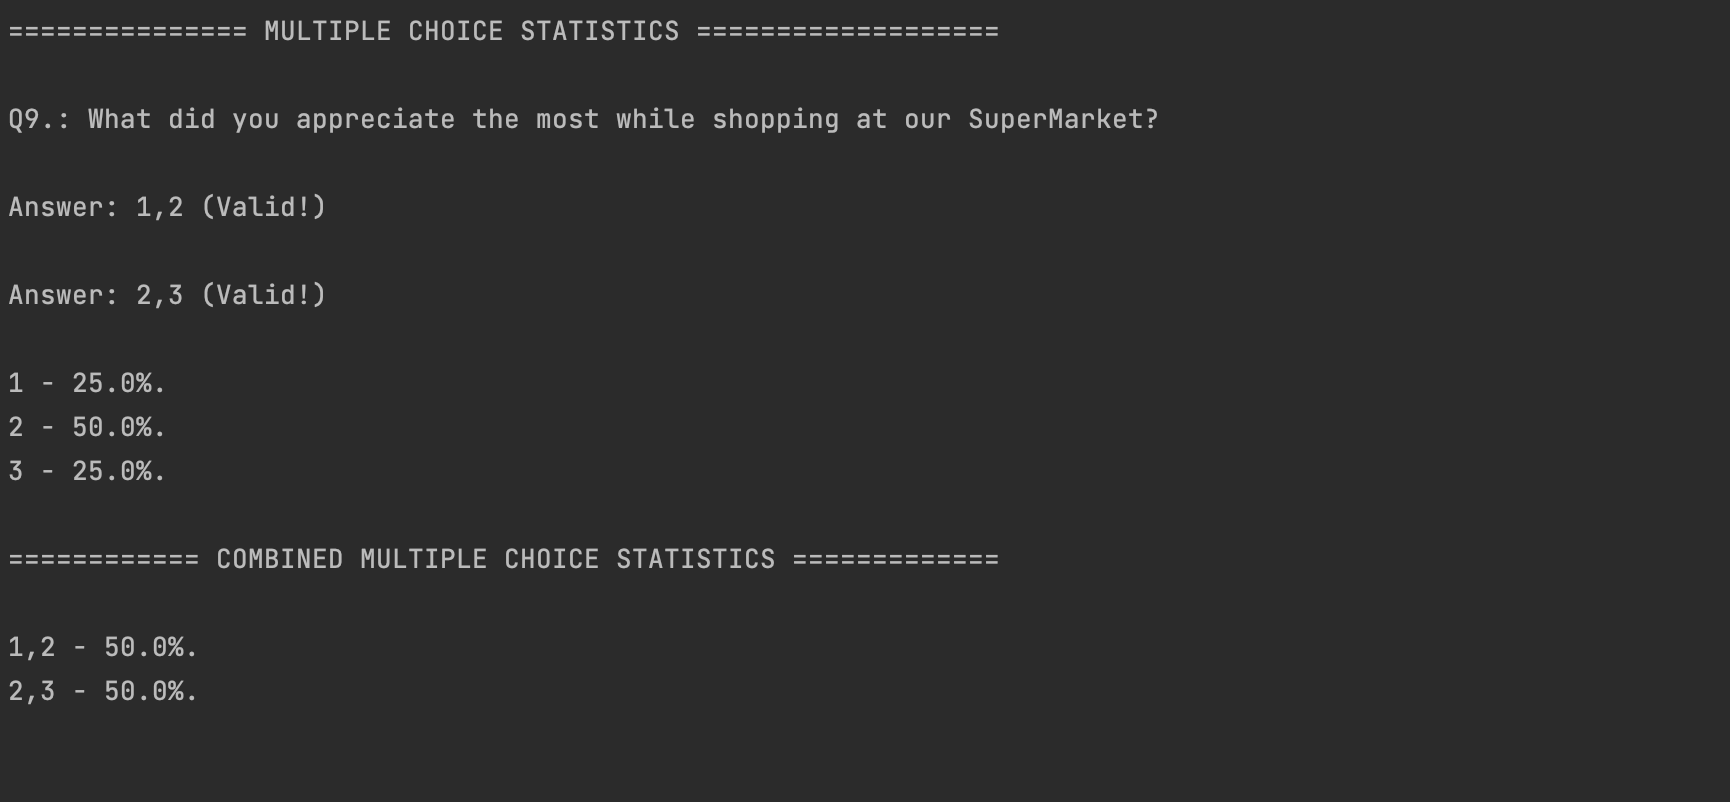 =============== MULTIPLE CHOICE STATISTICS ===================
Q9.: What did you appreciate the most while shopping at our SuperMarket?
Answer: 1,2 (Valid!)
Answer: 2,3 (Valid!)
1 - 25.0%.
2 - 50.0%.
3 - 25.0%.
============ COMBINED MULTIPLE CHOICE STATISTICS =============
1,2 - 50.0%.
2,3 - 50.0%.